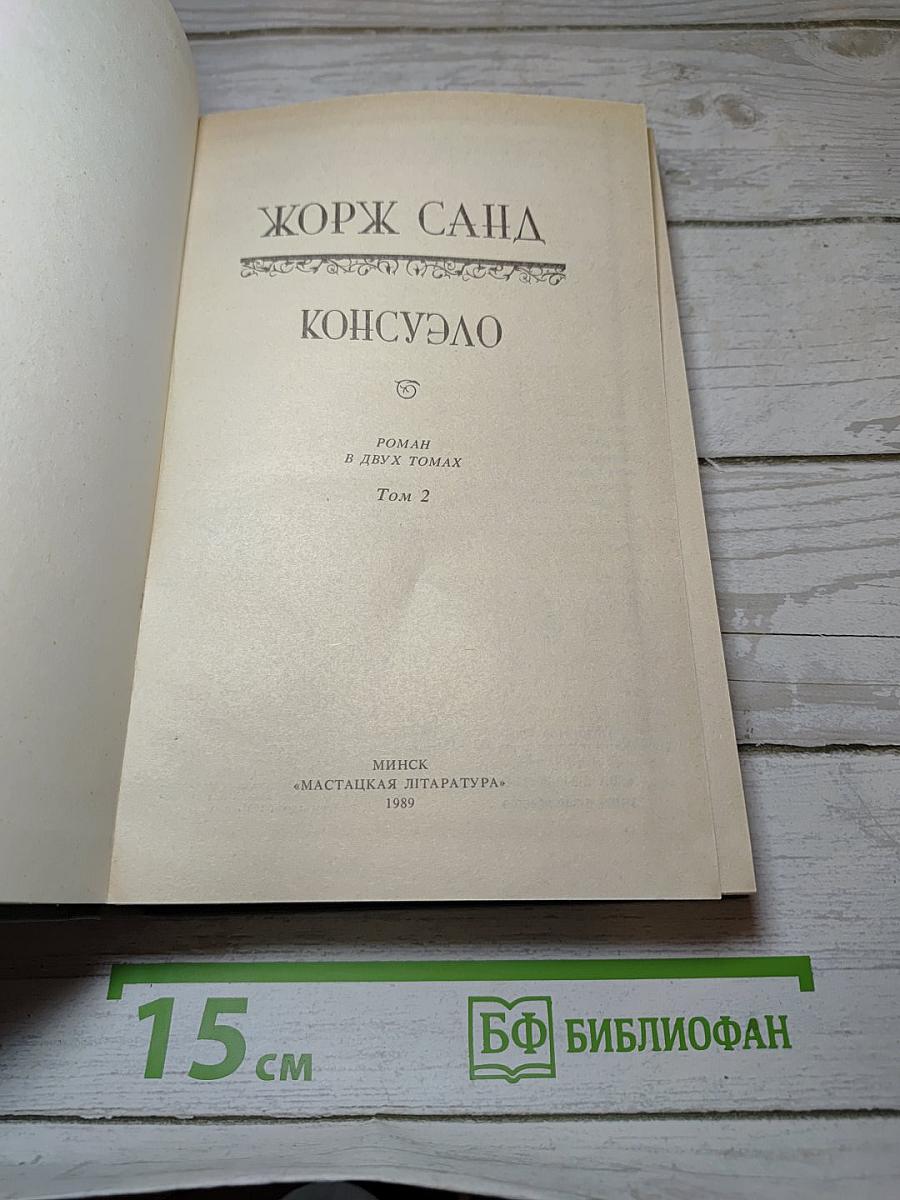 ЖОРЖ САНД
КОНСУЭЛО
РОМАН
В ДВУХ ТОМАХ
Том 2
МИНСК
«МАСТАЦКАЯ ЛІТАРАТУРА»
1989
15 см
БФ БИБЛИОФАН